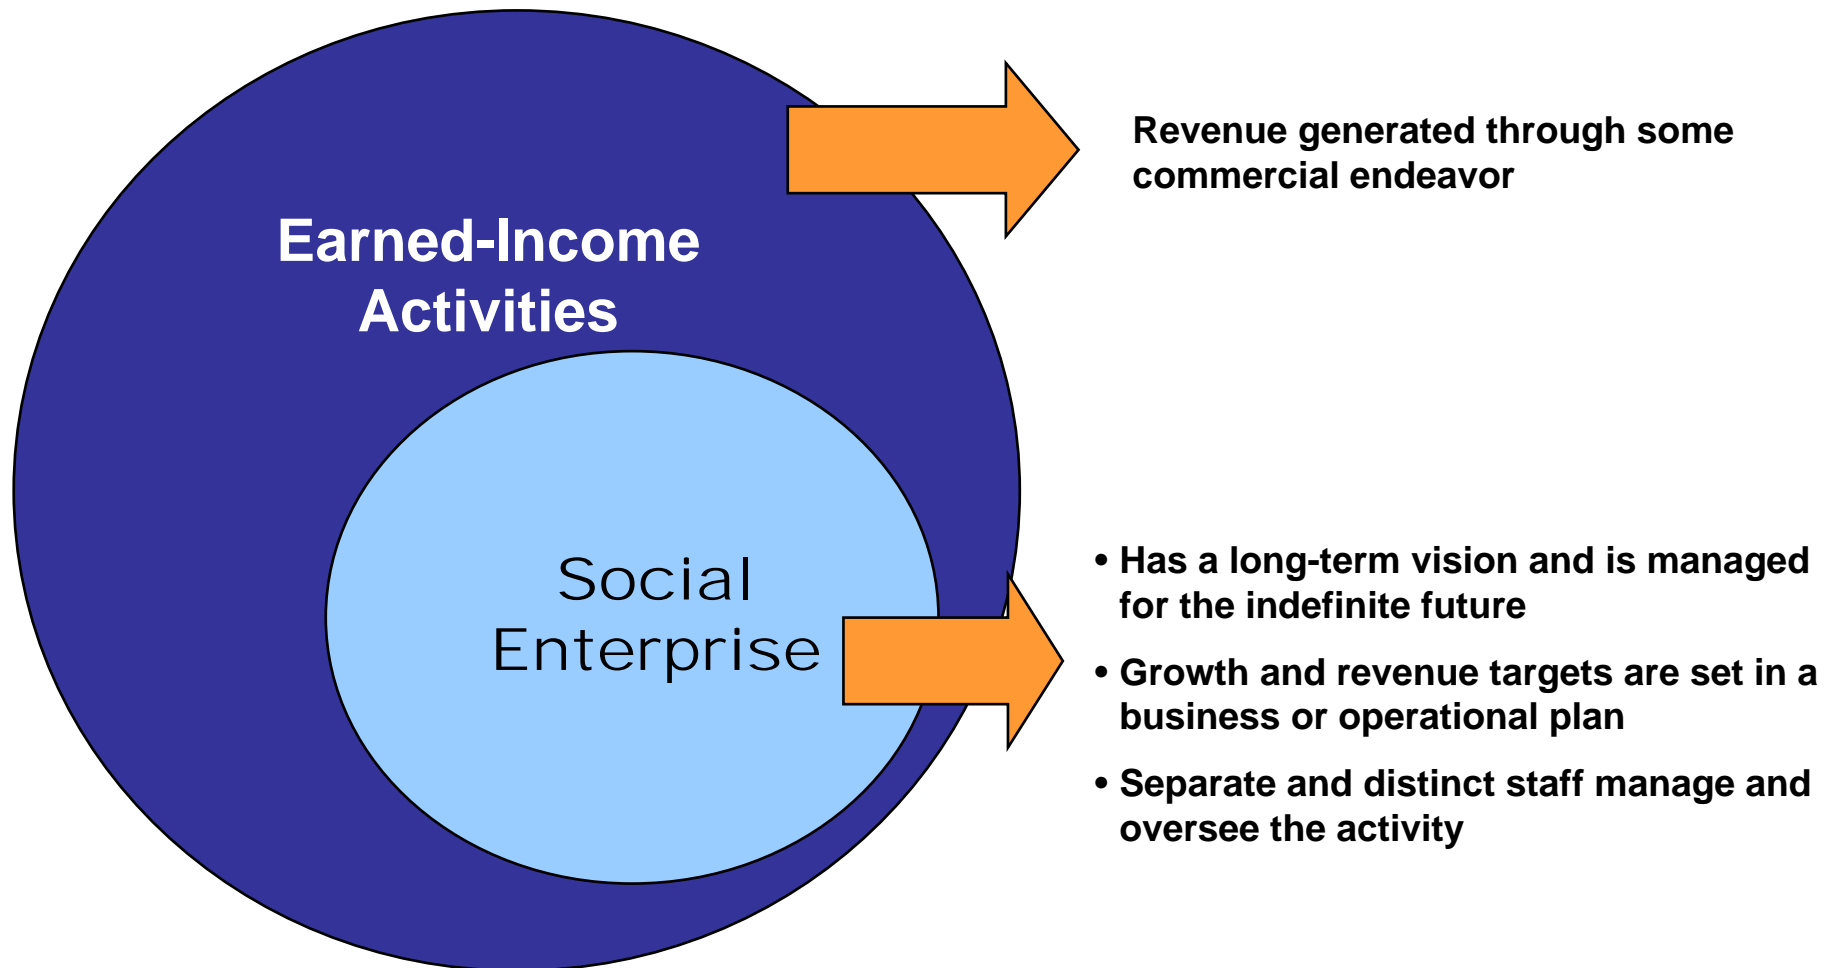 Revenue generated through some
commercial endeavor
Earned-Income
Activities
Social
Enterprise
• Has a long-term vision and is managed
for the indefinite future
• Growth and revenue targets are set in a
business or operational plan
• Separate and distinct staff manage and
oversee the activity